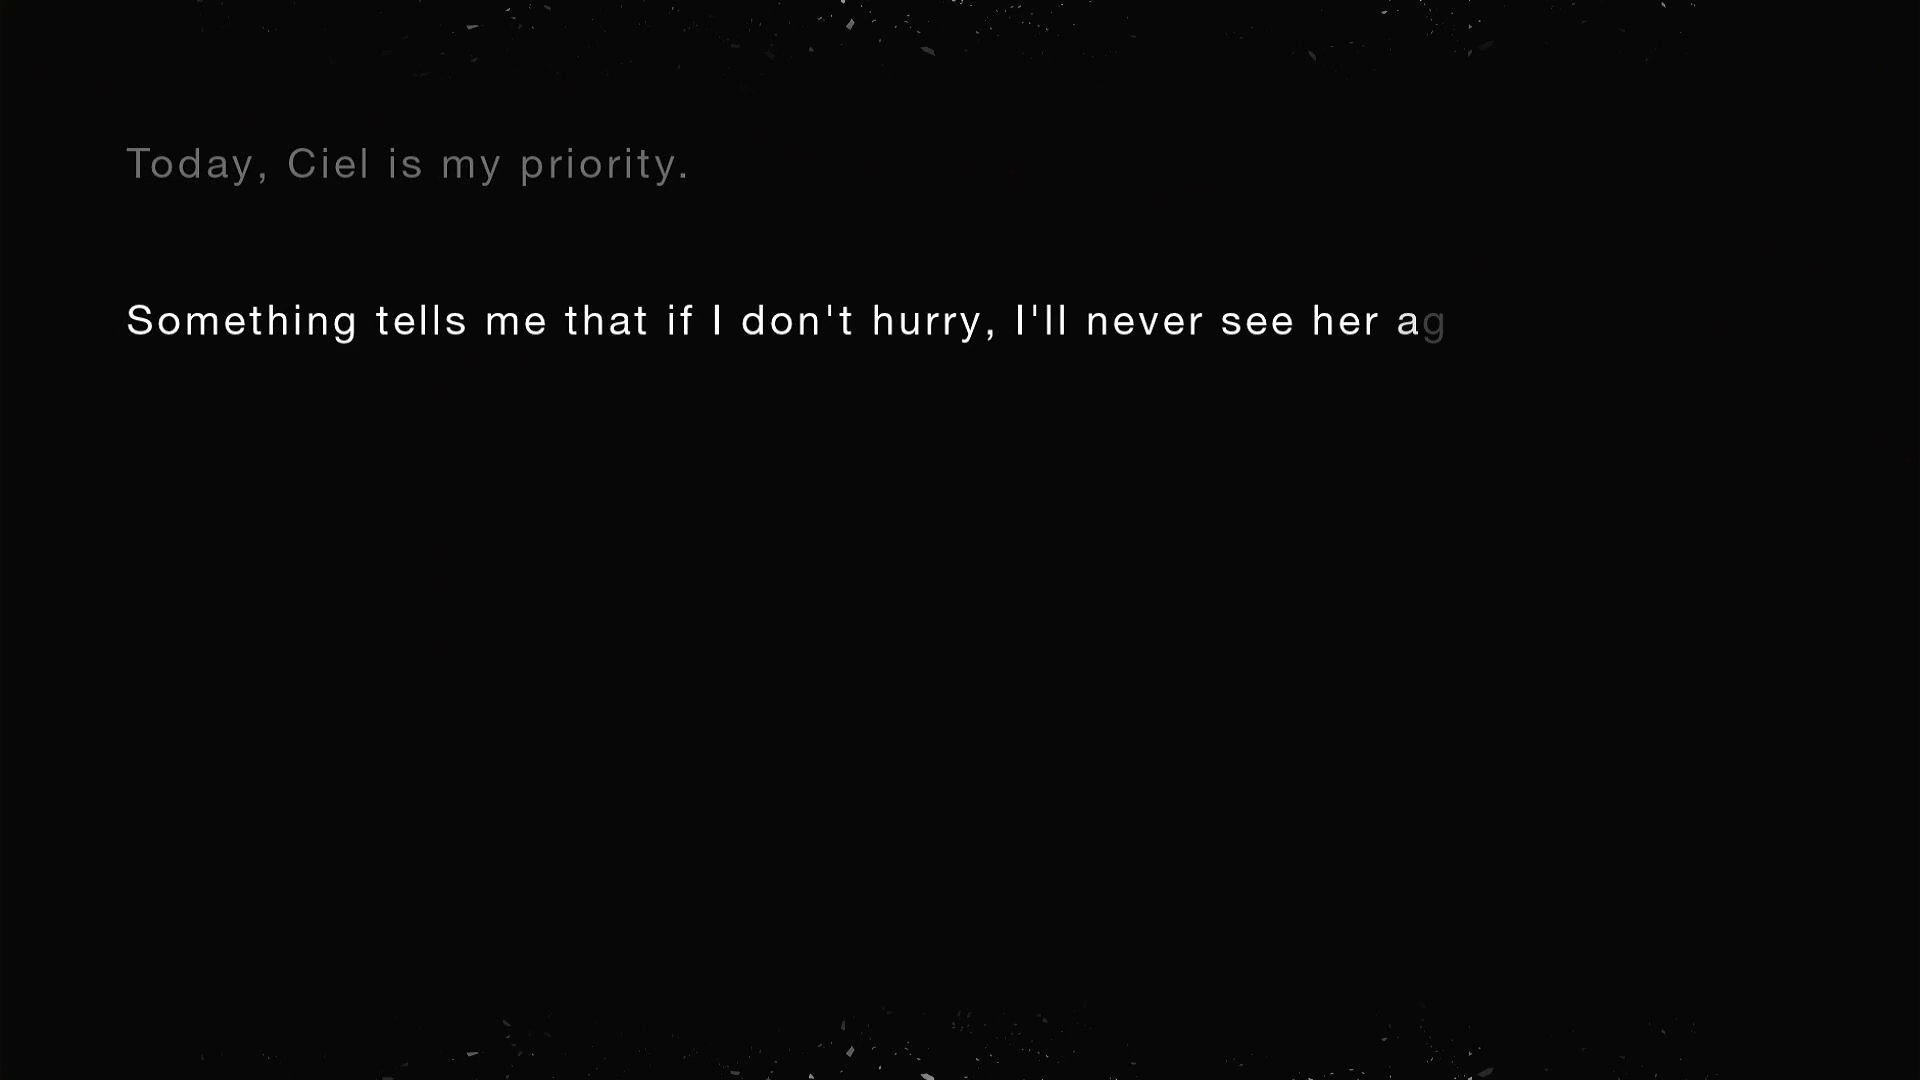 Today, Ciel is my priority.
Something tells me that if I don't hurry, I'll never see her ag